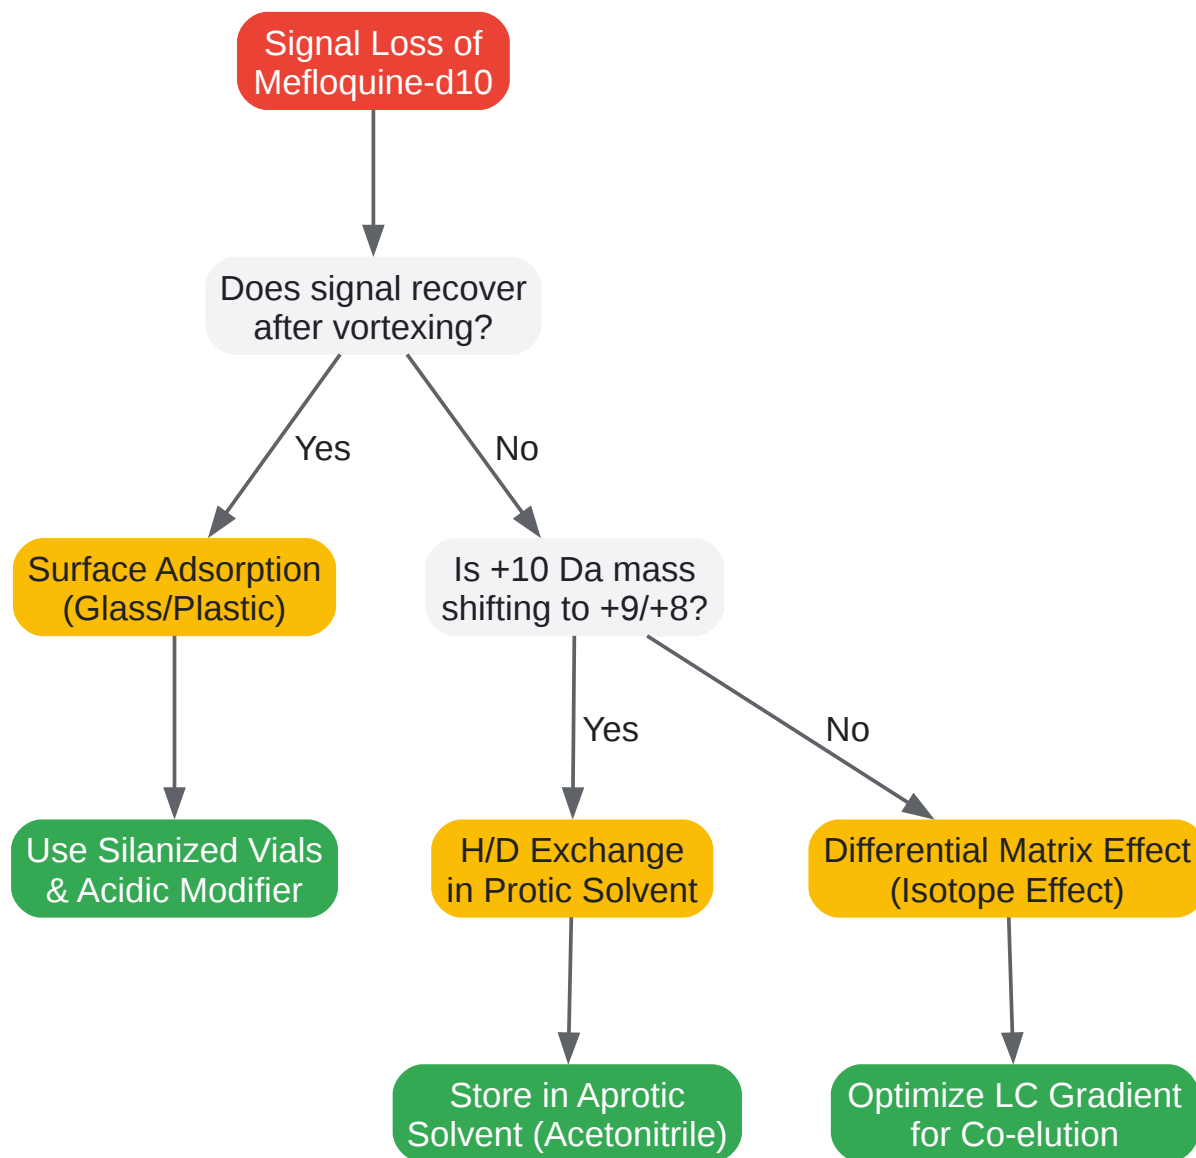 Signal Loss of
Mefloquine-d10
Does signal recover
after vortexing?
Yes
No
Surface Adsorption
(Glass/Plastic)
Is +10 Da mass
shifting to +9/+8?
Yes
No
Use Silanized Vials
& Acidic Modifier
H/D Exchange
in Protic Solvent
Differential Matrix Effect
(Isotope Effect)
Store in Aprotic
Solvent (Acetonitrile)
Optimize LC Gradient
for Co-elution